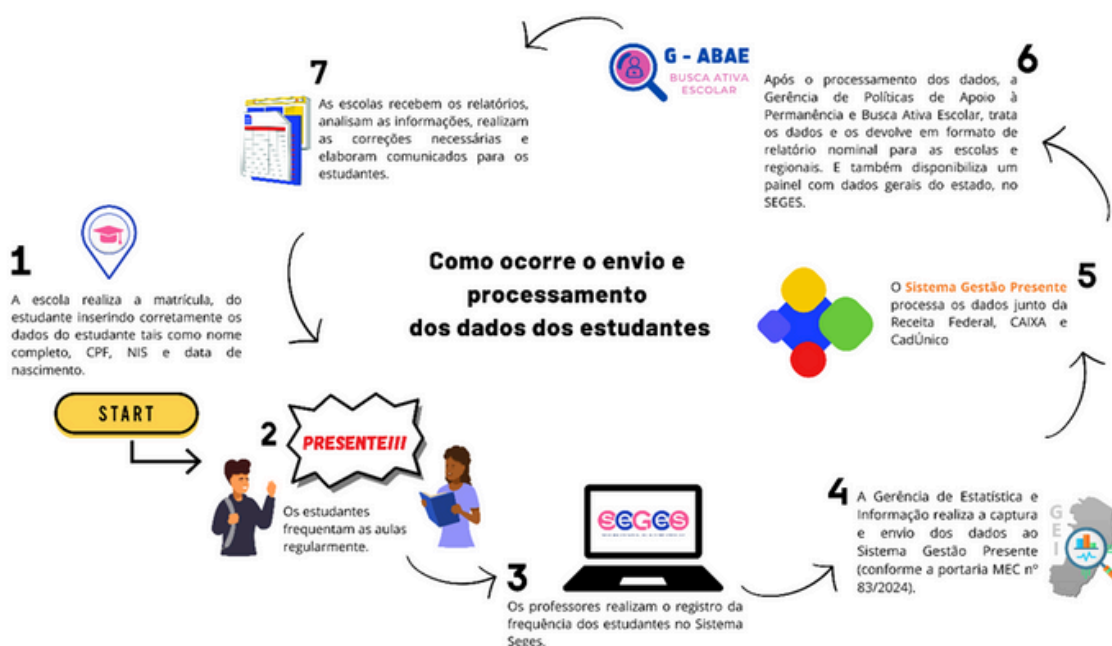 Como ocorre o envio e
processamento
dos dados dos estudantes
1
A escola realiza a matrícula, do
estudante inserindo corretamente os
dados do estudante tais como nome
completo, CPF, NIS e data de
nascimento.
START
2
PRESENTE!!!
Os estudantes
frequentam as aulas
regularmente.
3
seges
Os professores realizam o registro da
frequência dos estudantes no Sistema
Seges.
4
A Gerência de Estatística e
Informação realiza a captura
e envio dos dados ao
Sistema Gestão Presente
(conforme a portaria MEC nº
83/2024).
GEI
5
O Sistema Gestão Presente
processa os dados junto da
Receita Federal, CAIXA e
CadÚnico
6
G - ABAE
BUSCA ATIVA
ESCOLAR
Após o processamento dos dados, a
Gerência de Políticas de Apoio à
Permanência e Busca Ativa Escolar, trata
os dados e os devolve em formato de
relatório nominal para as escolas e
regionais. E também disponibiliza um
painel com dados gerais do estado, no
SEGES.
7
As escolas recebem os relatórios,
analisam as informações, realizam
as correções necessárias e
elaboram comunicados para os
estudantes.